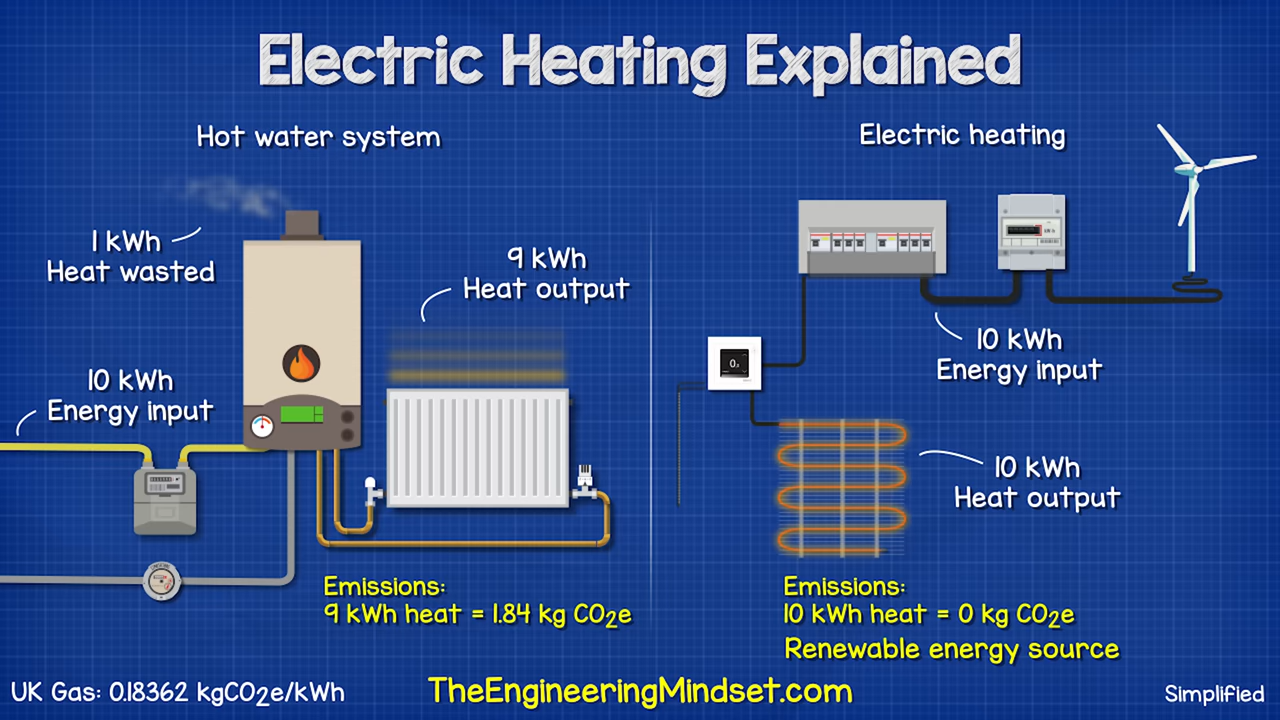 Electric Heating Explained
Hot water system
1 kWh
Heat wasted
9 kWh
Heat output
10 kWh
Energy input
Emissions:
9 kWh heat = 1.84 kg CO2e
Electric heating
10 kWh
Energy input
10 kWh
Heat output
Emissions:
10 kWh heat = 0 kg CO2e
Renewable energy source
UK Gas: 0.18362 kgCO2e/kWh
TheEngineeringMindset.com
Simplified